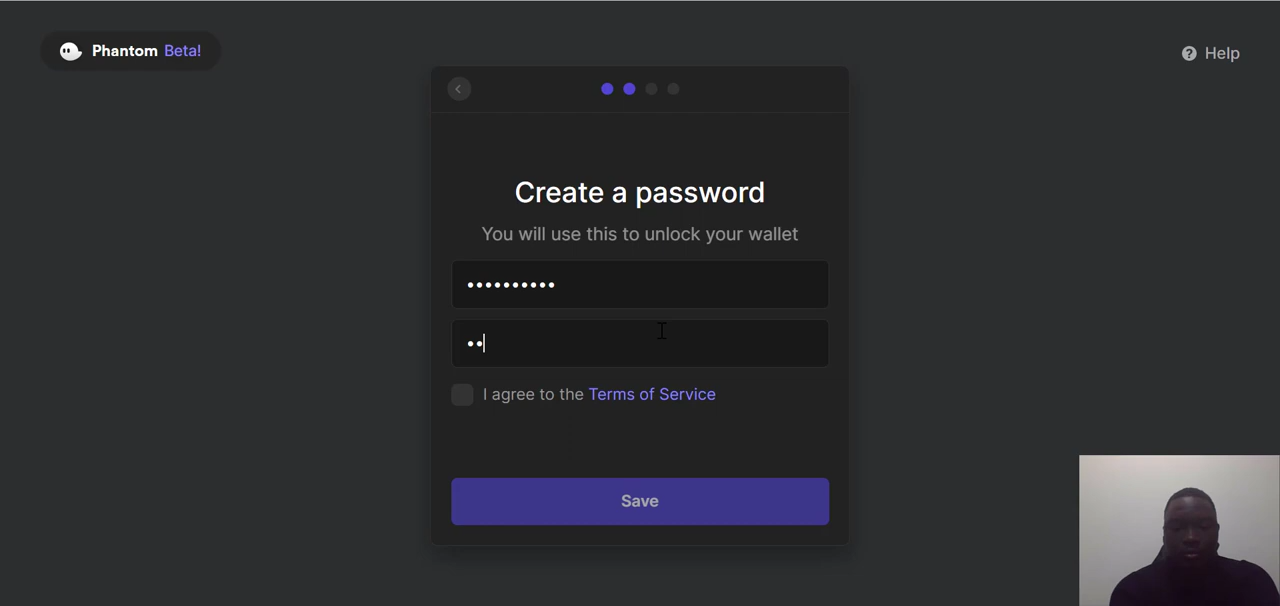 Phantom Beta!
Help
Create a password
You will use this to unlock your wallet
••••••••••
••
I agree to the Terms of Service
Save